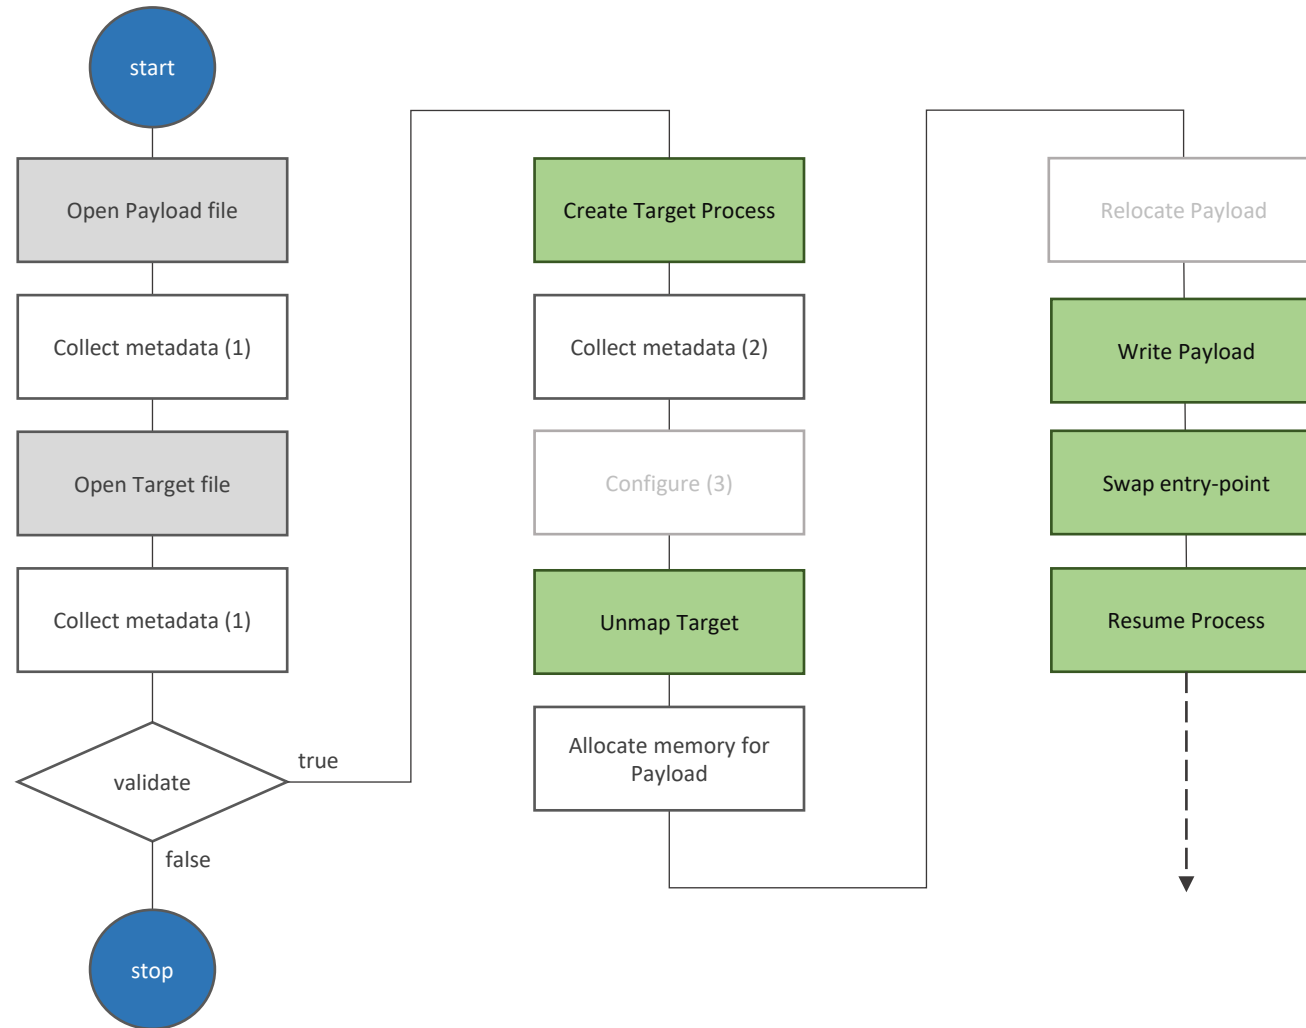 start
Open Payload file
Collect metadata (1)
Open Target file
Collect metadata (1)
validate
true
false
stop
Create Target Process
Collect metadata (2)
Configure (3)
Unmap Target
Allocate memory for
Payload
Relocate Payload
Write Payload
Swap entry-point
Resume Process